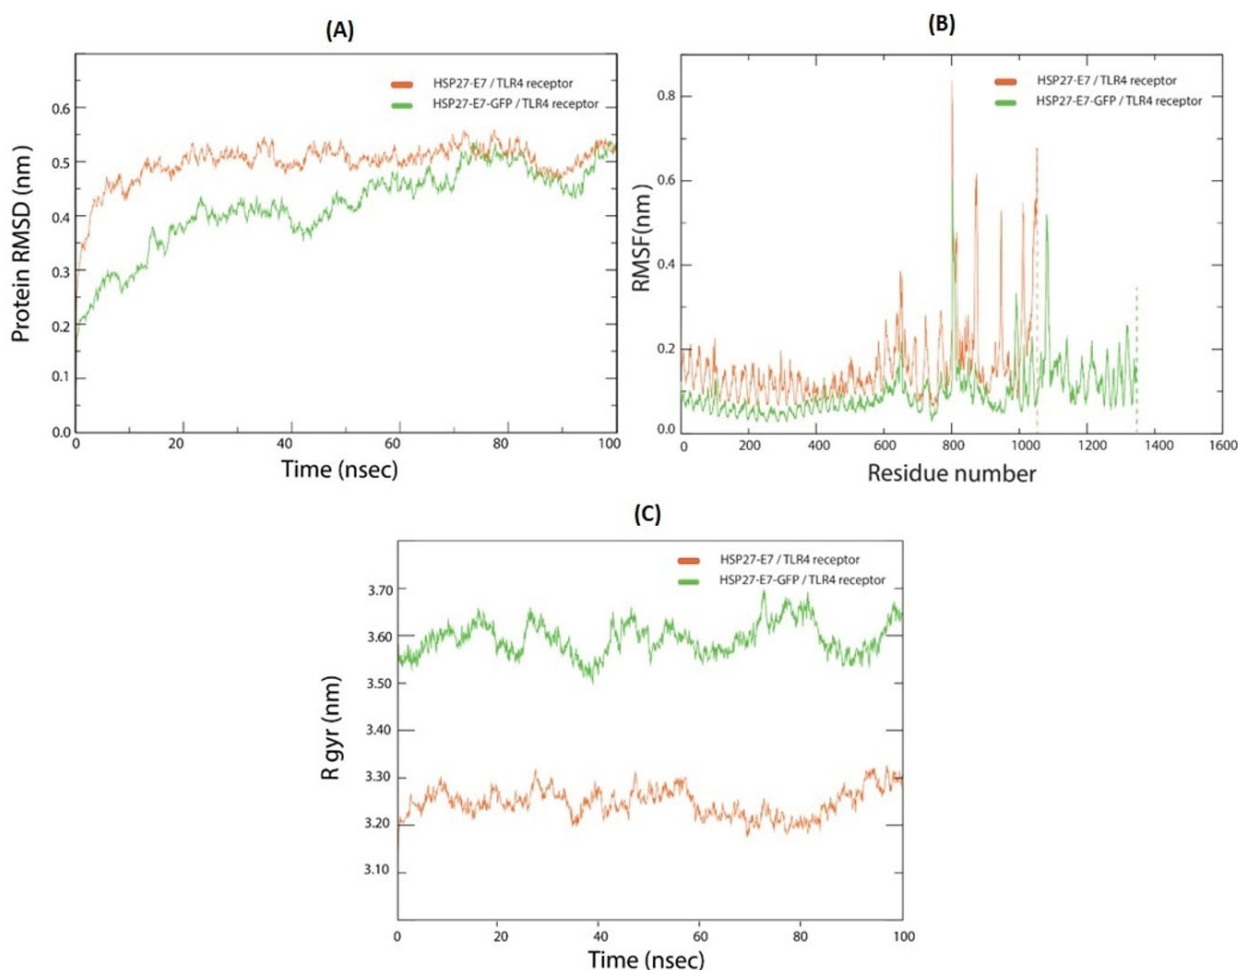 (A)
HSP27-E7 / TLR4 receptor
HSP27-E7-GFP / TLR4 receptor
Protein RMSD (nm)
0.6
0.5
0.4
0.3
0.2
0.1
0.0
0 20 40 60 80 100
Time (nsec)
(B)
HSP27-E7 / TLR4 receptor
HSP27-E7-GFP / TLR4 receptor
RMSF(nm)
0.8
0.6
0.4
0.2
0.0
0 200 400 600 800 1000 1200 1400 1600
Residue number
(C)
HSP27-E7 / TLR4 receptor
HSP27-E7-GFP / TLR4 receptor
R gyr (nm)
3.70
3.60
3.50
3.40
3.30
3.20
3.10
0 20 40 60 80 100
Time (nsec)